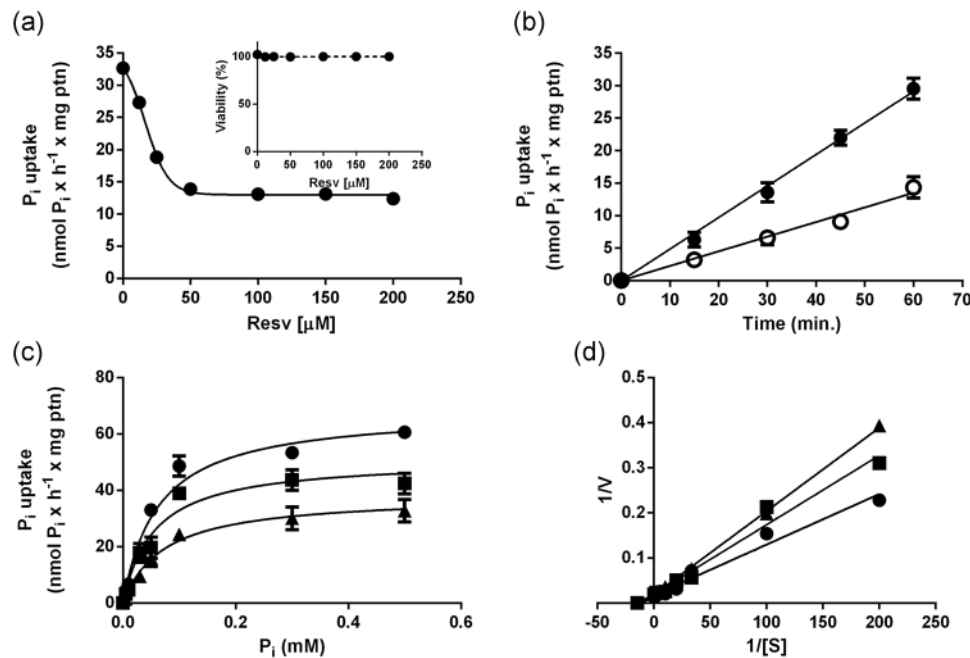 (a)
35
30
25
20
15
10
5
0
P_i uptake
(nmol P_i x h^-1 x mg ptn)
0 50 100 150 200 250
Resv [μM]
100
50
0
Viability (%)
0 50 100 150 200 250
Resv [μM]
(b)
35
30
25
20
15
10
5
0
P_i uptake
(nmol P_i x h^-1 x mg ptn)
0 10 20 30 40 50 60 70
Time (min.)
(c)
80
60
40
20
0
P_i uptake
(nmol P_i x h^-1 x mg ptn)
0.0 0.2 0.4 0.6
P_i (mM)
(d)
0.5
0.4
0.3
0.2
0.1
1/V
-50 0 50 100 150 200 250
1/[S]